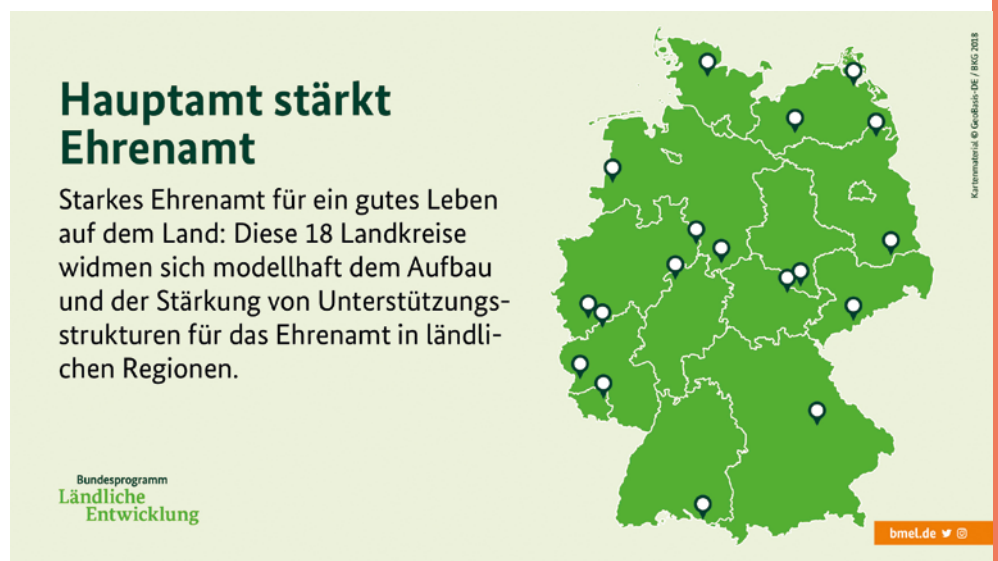 Hauptamt stärkt
Ehrenamt
Starkes Ehrenamt für ein gutes Leben
auf dem Land: Diese 18 Landkreise
widmen sich modellhaft dem Aufbau
und der Stärkung von Unterstützungs-
strukturen für das Ehrenamt in ländli-
chen Regionen.
Bundesprogramm
Ländliche
Entwicklung
Kartenmaterial © GeoBasis-DE / BKG 2018
bmel.de